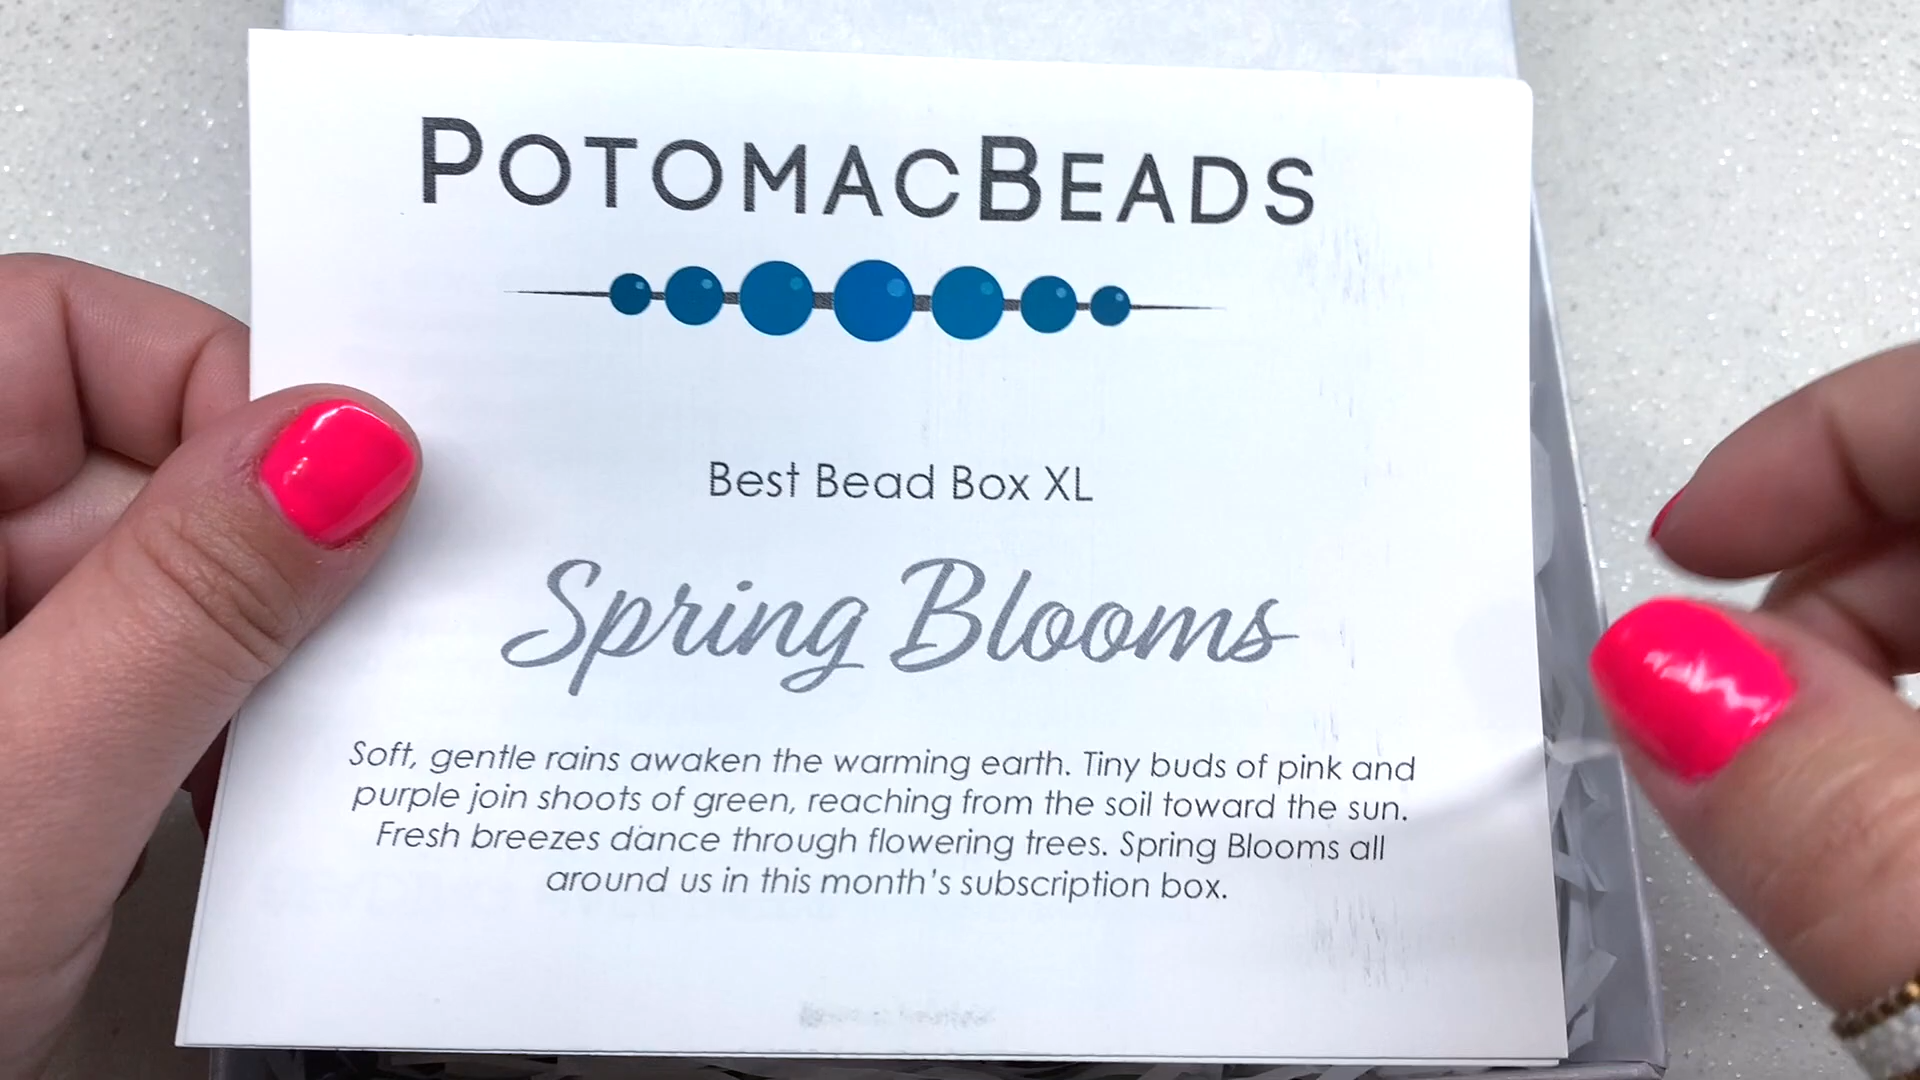 POTOMACBEADS
Best Bead Box XL
Spring Blooms
Soft, gentle rains awaken the warming earth. Tiny buds of pink and
purple join shoots of green, reaching from the soil toward the sun.
Fresh breezes dance through flowering trees. Spring Blooms all
around us in this month's subscription box.